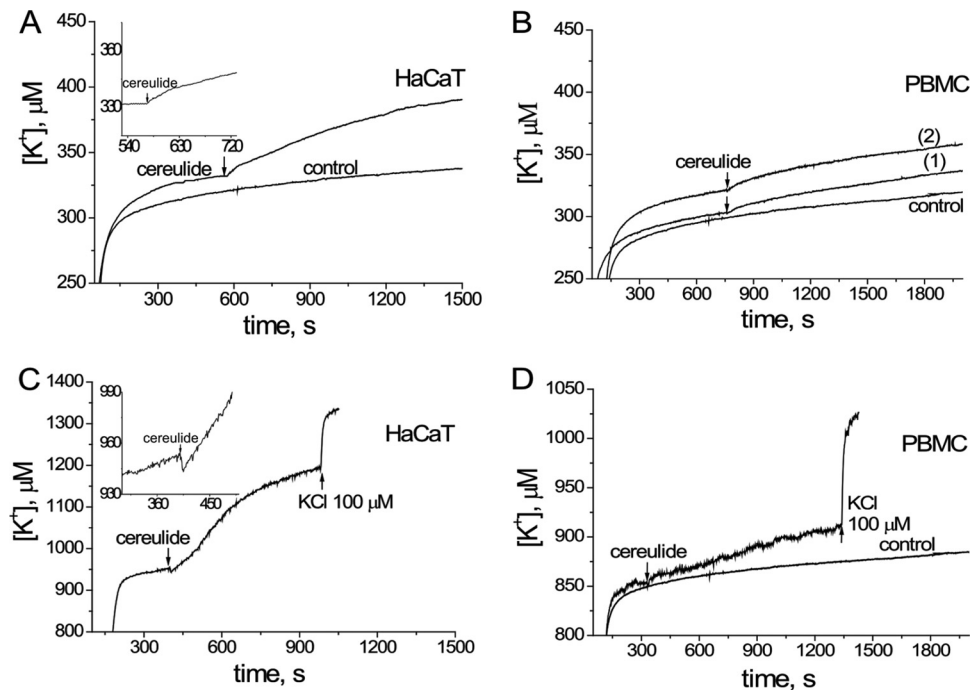 A
450
400
350
300
250
[K⁺], µM
360
330
cereulide
540
630
720
HaCaT
cereulide
control
300
600
900
1200
1500
time, s
B
450
400
350
300
250
[K⁺], µM
PBMC
cereulide
(2)
(1)
control
300
600
900
1200
1500
1800
time, s
C
1400
1300
1200
1100
1000
900
800
[K⁺], µM
990
960
930
cereulide
360
450
HaCaT
KCl 100 µM
cereulide
300
600
900
1200
1500
time, s
D
1050
1000
950
900
850
800
[K⁺], µM
PBMC
KCl
100 µM
cereulide
control
300
600
900
1200
1500
1800
time, s